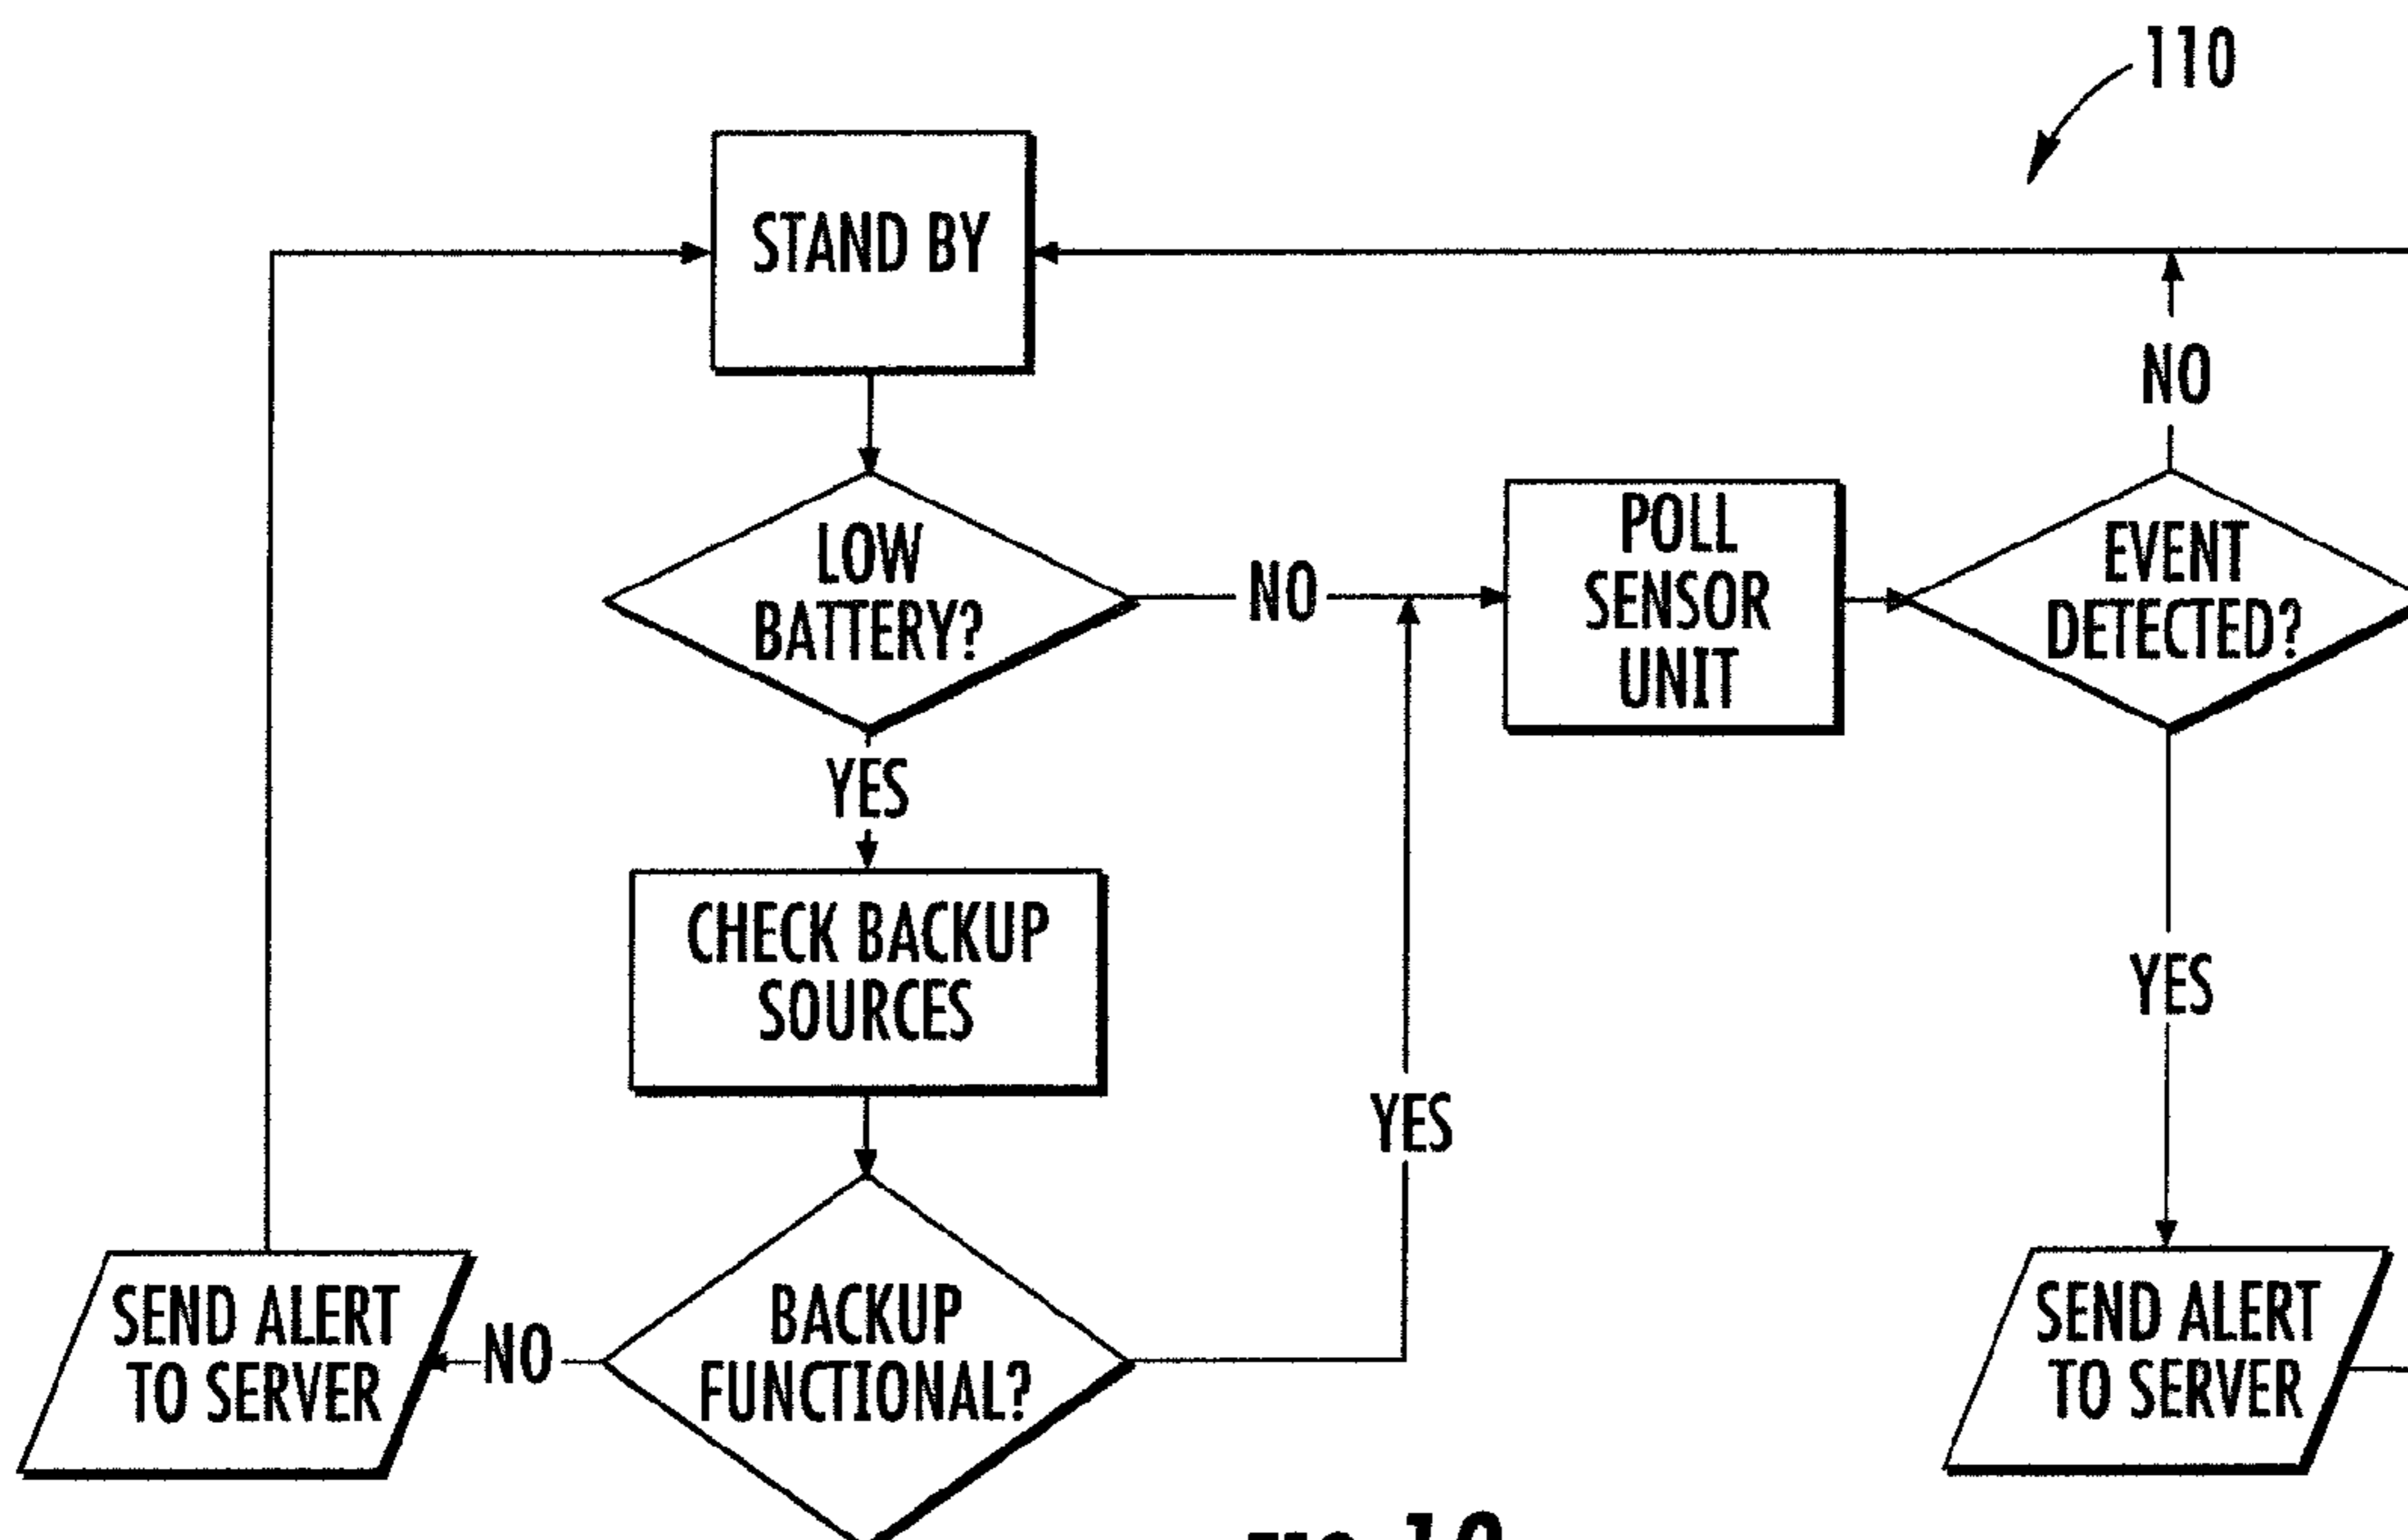 110
STAND BY
NO
LOW
BATTERY?
NO
POLL
SENSOR
UNIT
EVENT
DETECTED?
YES
CHECK BACKUP
SOURCES
YES
YES
SEND ALERT
TO SERVER
NO
BACKUP
FUNCTIONAL?
SEND ALERT
TO SERVER